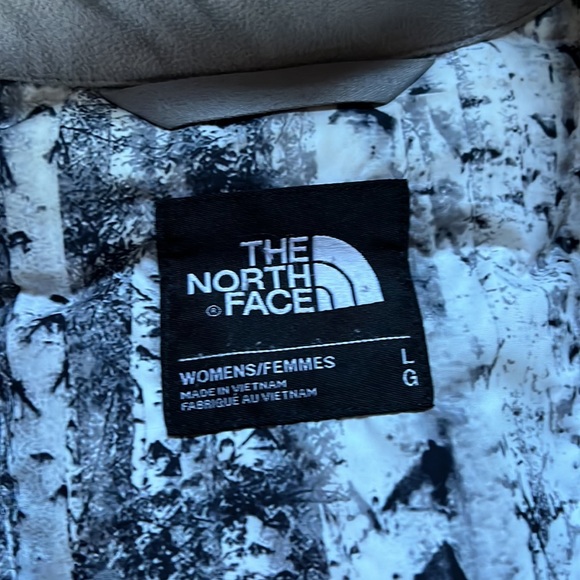 THE
NORTH
® FACE
WOMENS/FEMMES L
MADE IN VIETNAM G
FABRIQUÉ AU VIETNAM